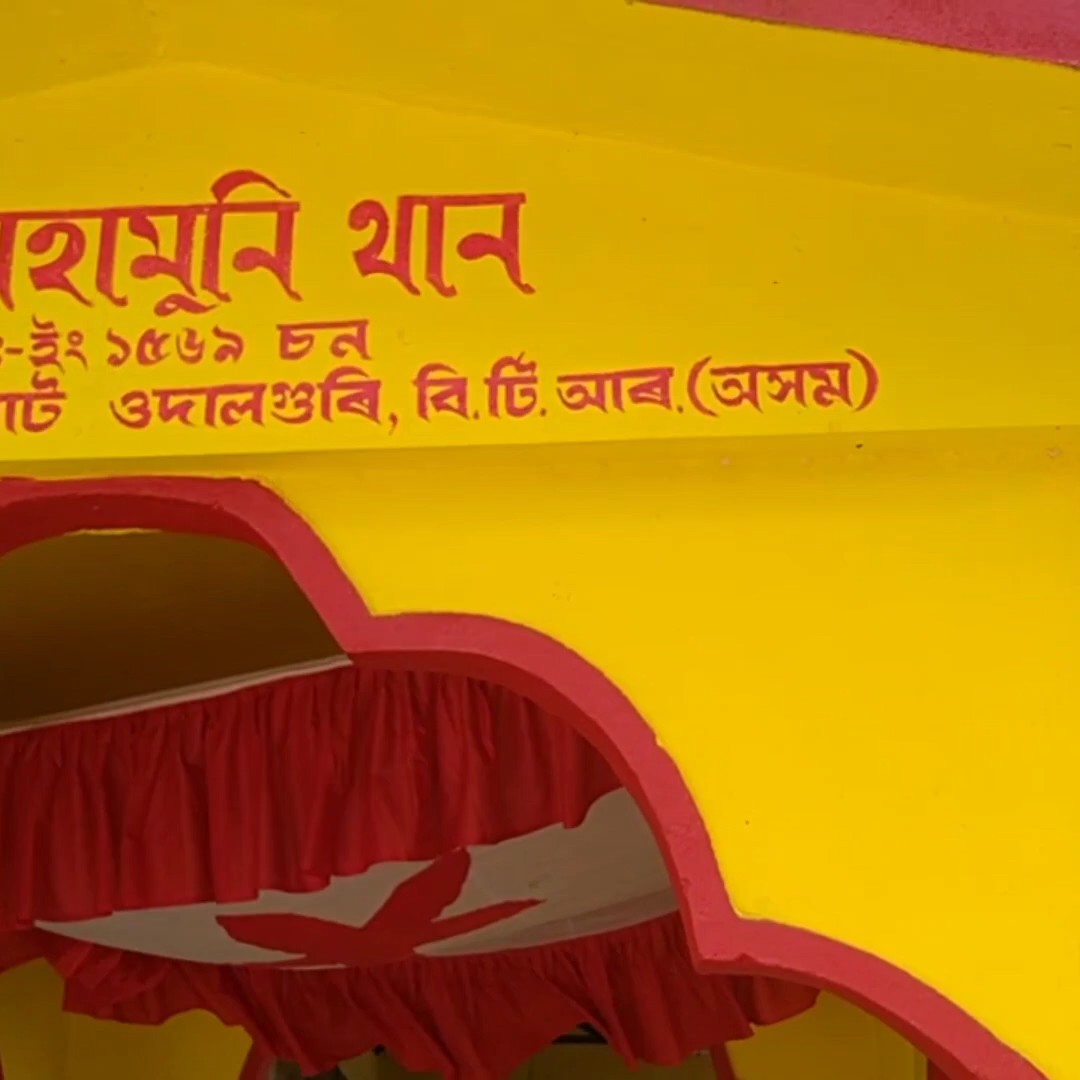 হামুনি থান
-ইং ১৫৬৯ চন
াট ওদালগুৰি, বি.টি.আৰ.(অসম)